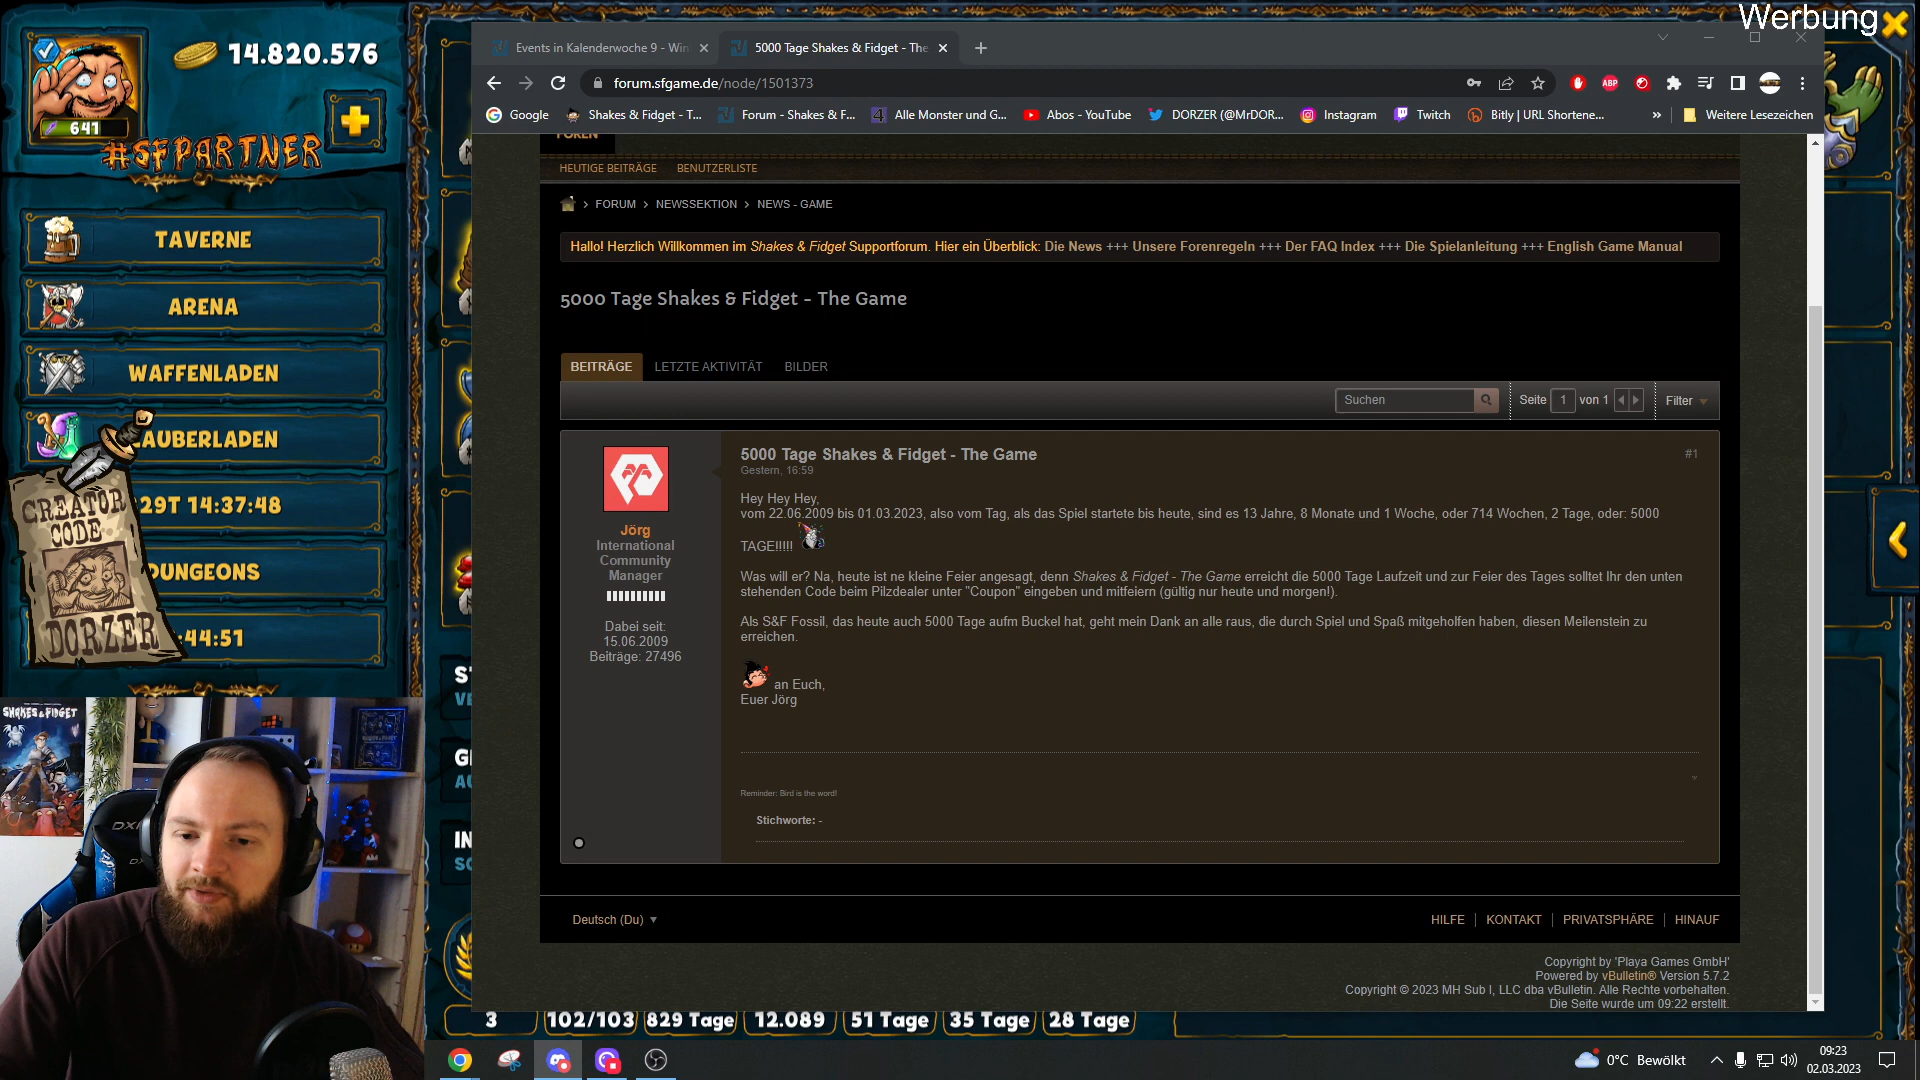 Werbung
14.820.576
641
#SFPARTNER
TAVERNE
ARENA
WAFFENLADEN
AUBERLADEN
29T 14:37:48
DUNGEONS
:44:51
CREATOR
CODE
DORZER
SHAKES & FIDGET
Events in Kalenderwoche 9 - Win
5000 Tage Shakes & Fidget - The
forum.sfgame.de/node/1501373
ABP
Google
Shakes & Fidget - T...
Forum - Shakes & F...
Alle Monster und G...
Abos - YouTube
DORZER (@MrDOR...
Instagram
Twitch
Bitly | URL Shortene...
»
Weitere Lesezeichen
FOREN
HEUTIGE BEITRÄGE BENUTZERLISTE
FORUM > NEWSSEKTION > NEWS - GAME
Hallo! Herzlich Willkommen im Shakes & Fidget Supportforum. Hier ein Überblick: Die News +++ Unsere Forenregeln +++ Der FAQ Index +++ Die Spielanleitung +++ English Game Manual
5000 Tage Shakes & Fidget - The Game
BEITRÄGE LETZTE AKTIVITÄT BILDER
Suchen
Seite 1 von 1
Filter
Jörg
International
Community
Manager
Dabei seit:
15.06.2009
Beiträge: 27496
5000 Tage Shakes & Fidget - The Game
#1
Gestern, 16:59
Hey Hey Hey,
vom 22.06.2009 bis 01.03.2023, also vom Tag, als das Spiel startete bis heute, sind es 13 Jahre, 8 Monate und 1 Woche, oder 714 Wochen, 2 Tage, oder: 5000
TAGE!!!!!
Was will er? Na, heute ist ne kleine Feier angesagt, denn Shakes & Fidget - The Game erreicht die 5000 Tage Laufzeit und zur Feier des Tages solltet Ihr den unten
stehenden Code beim Pilzdealer unter "Coupon" eingeben und mitfeiern (gültig nur heute und morgen!).
Als S&F Fossil, das heute auch 5000 Tage aufm Buckel hat, geht mein Dank an alle raus, die durch Spiel und Spaß mitgeholfen haben, diesen Meilenstein zu
erreichen.
an Euch,
Euer Jörg
Reminder: Bird is the word!
Stichworte: -
Deutsch (Du)
HILFE KONTAKT PRIVATSPHÄRE HINAUF
Copyright by 'Playa Games GmbH'
Powered by vBulletin® Version 5.7.2
Copyright © 2023 MH Sub I, LLC dba vBulletin. Alle Rechte vorbehalten.
Die Seite wurde um 09:22 erstellt.
3
102/103
829 Tage
12.089
51 Tage
35 Tage
28 Tage
0°C Bewölkt
09:23
02.03.2023